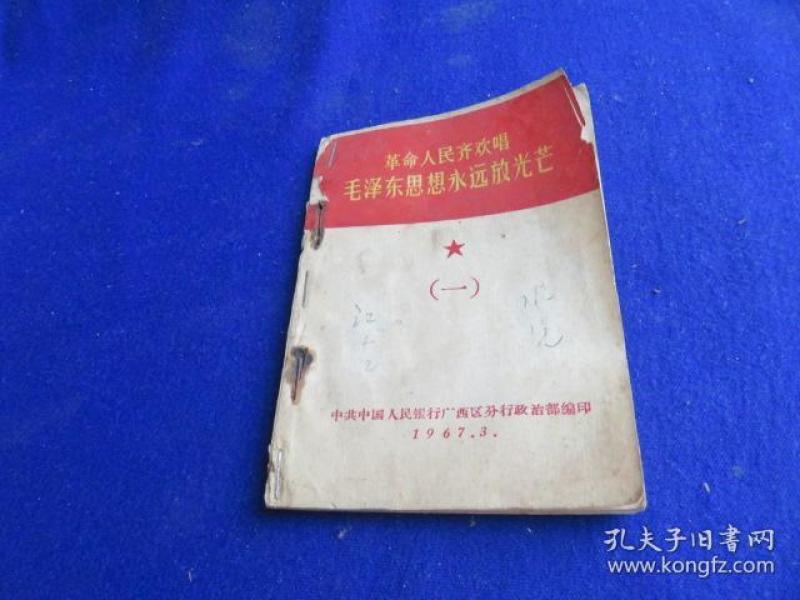 革命人民齐欢唱
毛泽东思想永远放光芒
（一）
中共中国人民银行广西区分行政治部编印
1967.3.
孔夫子旧书网
www.kongfz.com